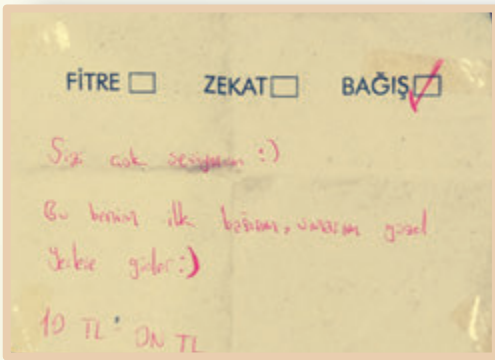 FİTRE ZEKAT BAĞIŞ
Sizi çok seviyorum :)
Bu benim ilk bağışım, umarım güzel
yerlere gider :)
10 TL ON TL